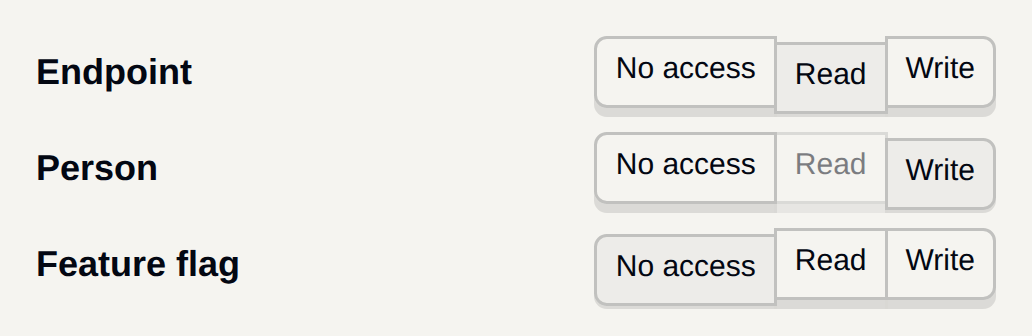 Endpoint No access Read Write
Person No access Read Write
Feature flag No access Read Write